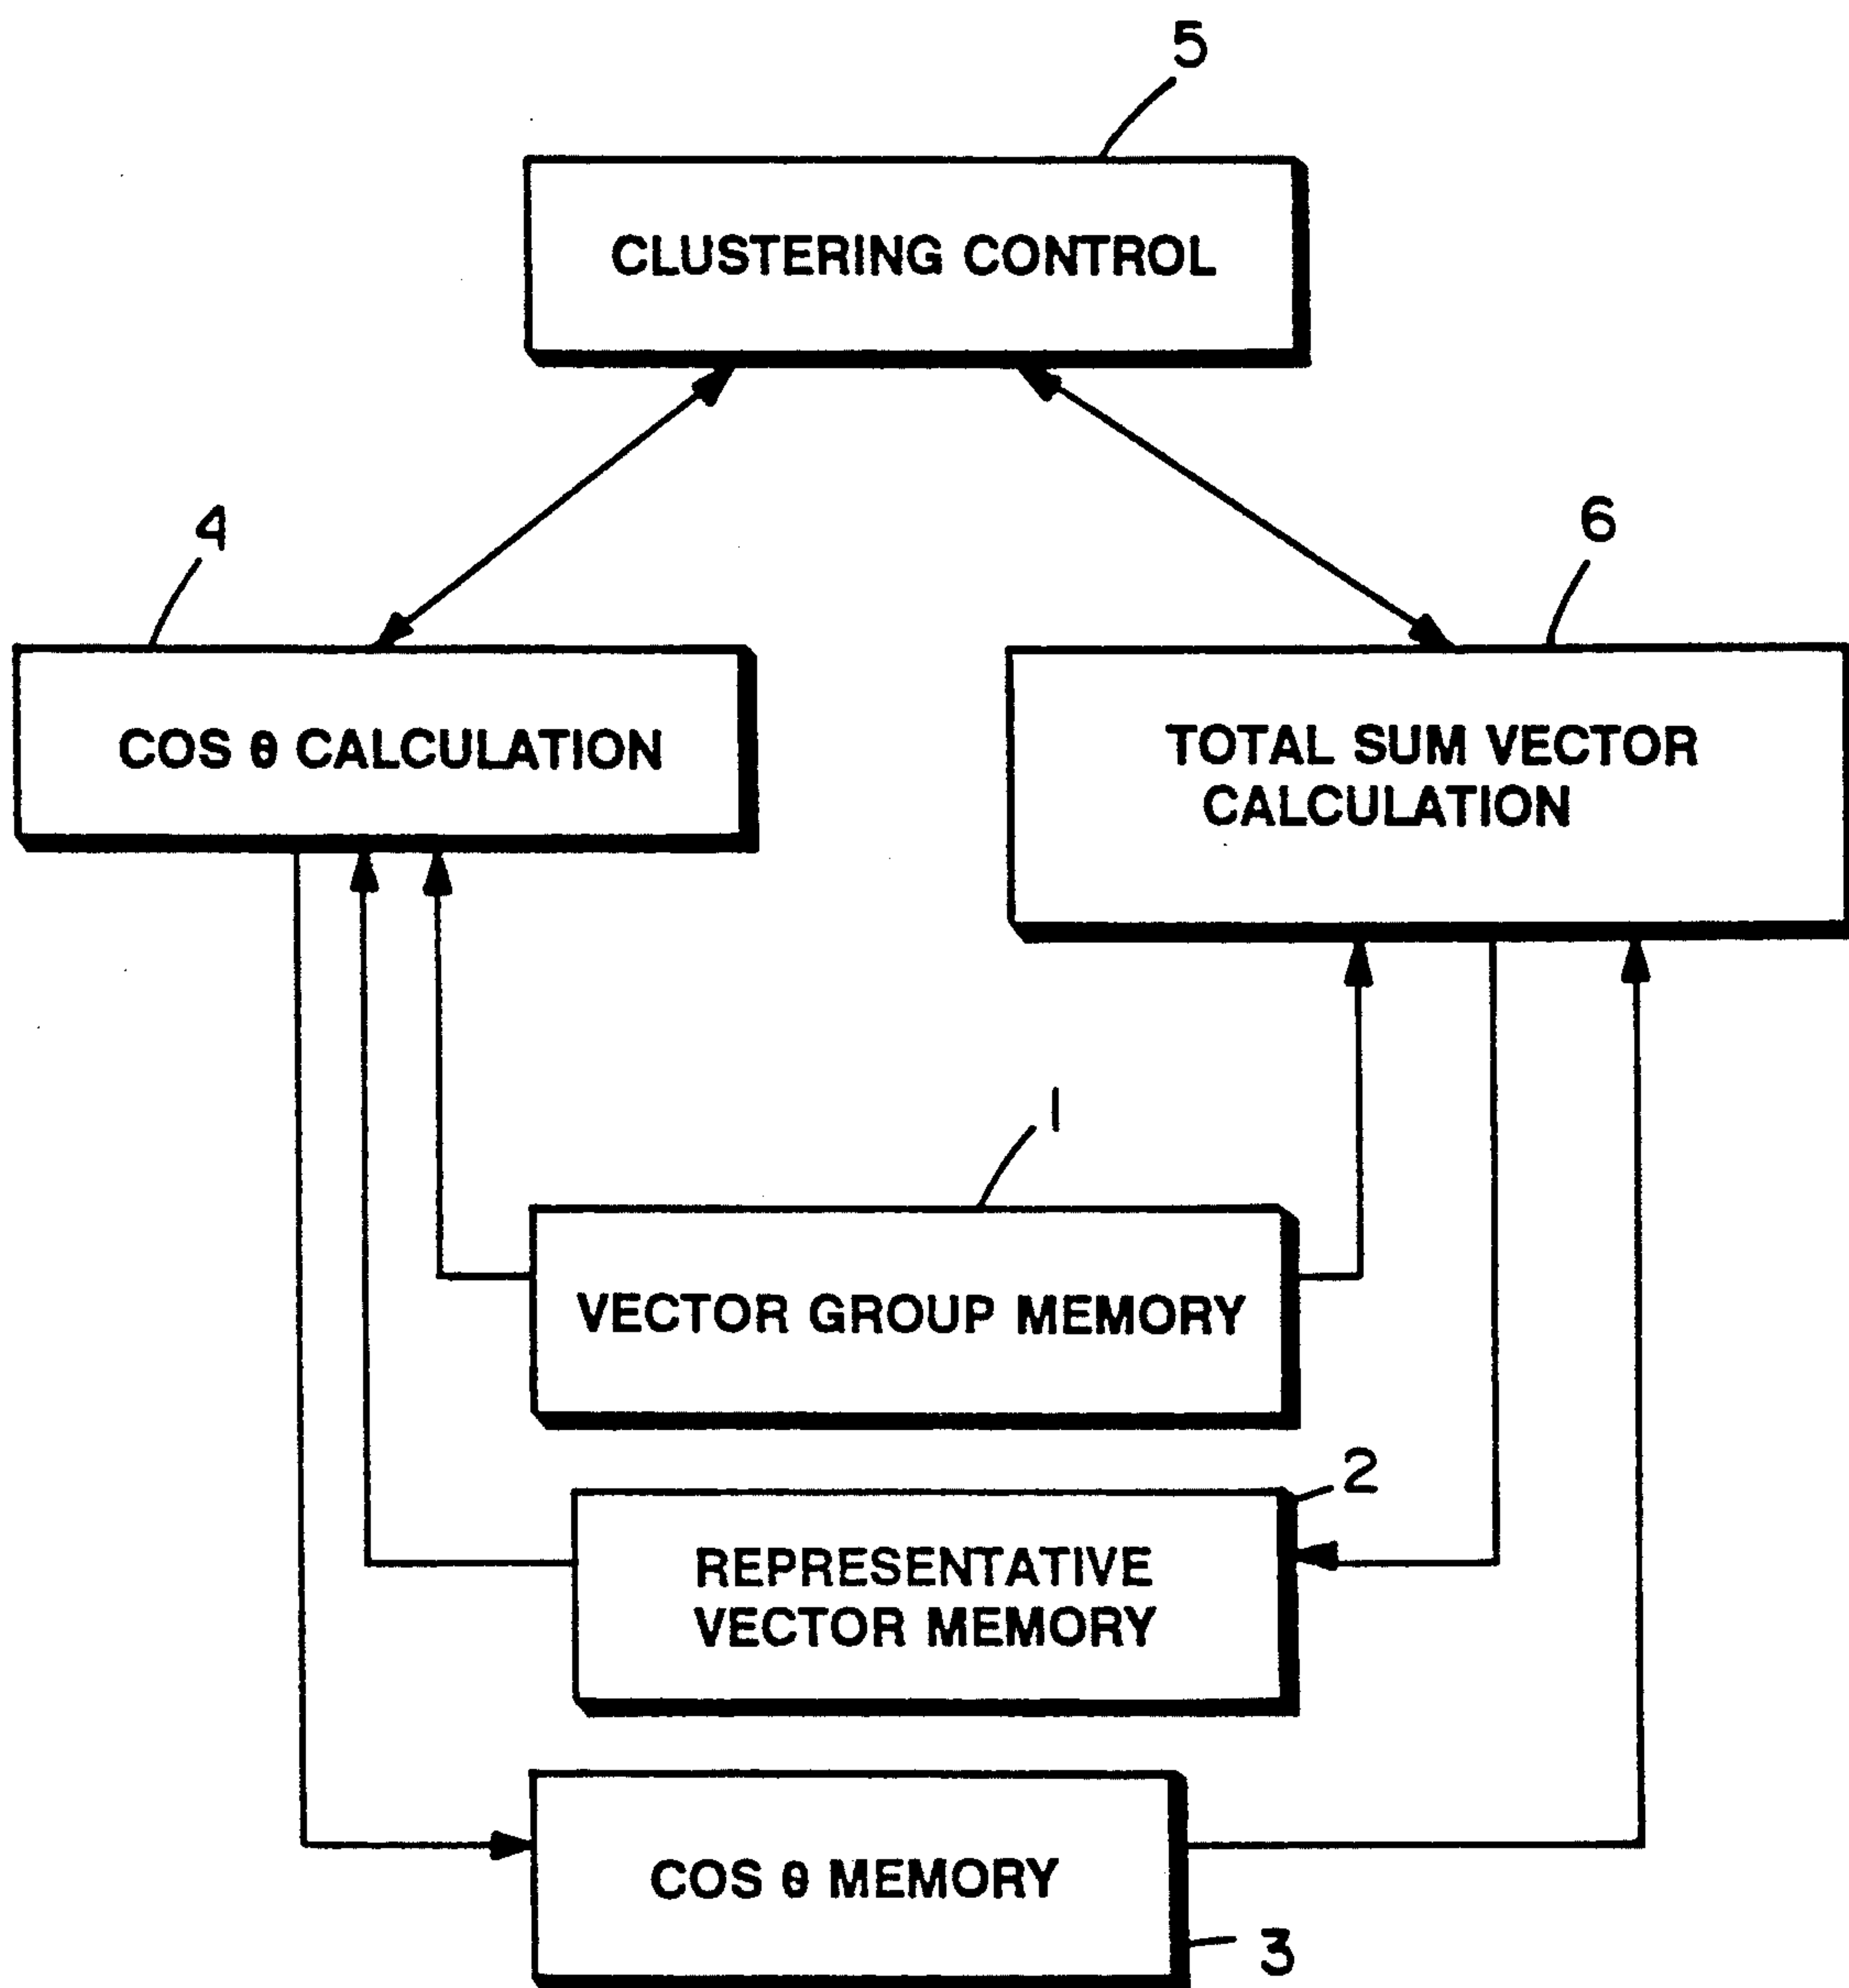 5
CLUSTERING CONTROL
4
6
COS θ CALCULATION
TOTAL SUM VECTOR
CALCULATION
1
VECTOR GROUP MEMORY
2
REPRESENTATIVE
VECTOR MEMORY
COS θ MEMORY
3